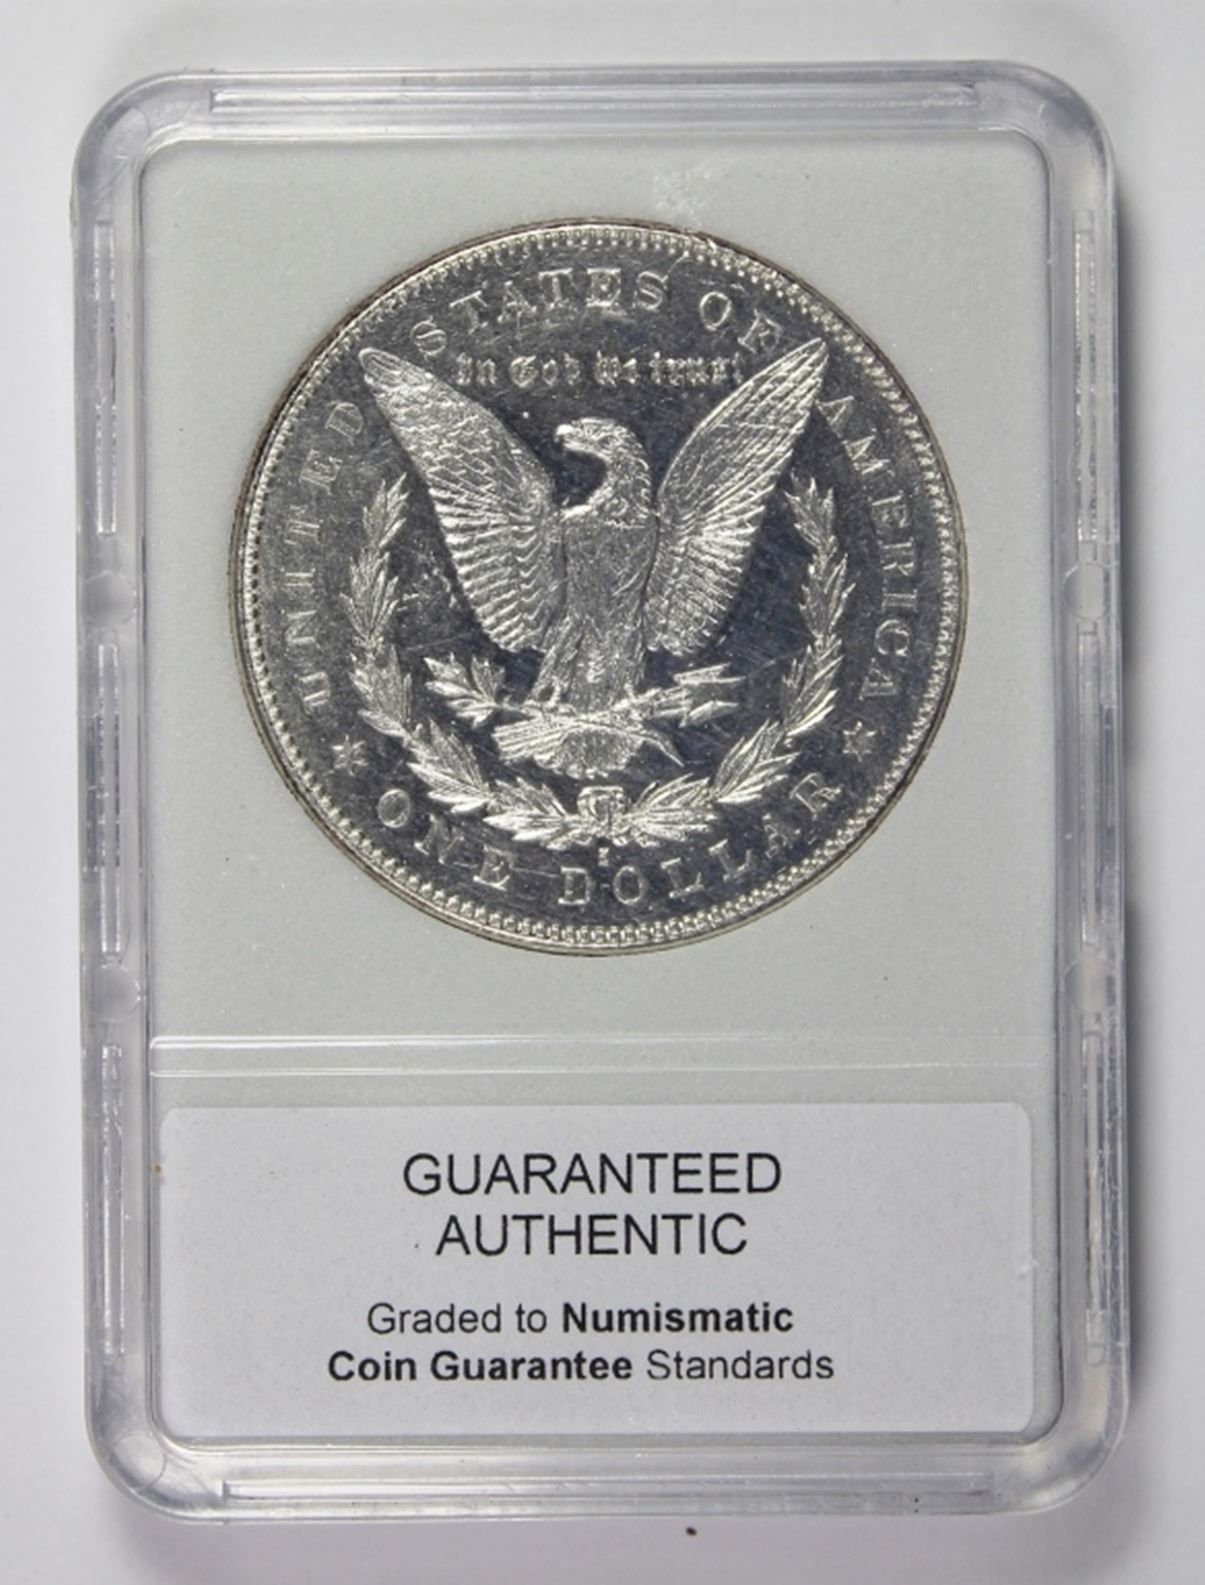 UNITED STATES OF AMERICA
In God we trust
ONE DOLLAR
GUARANTEED
AUTHENTIC
Graded to Numismatic
Coin Guarantee Standards